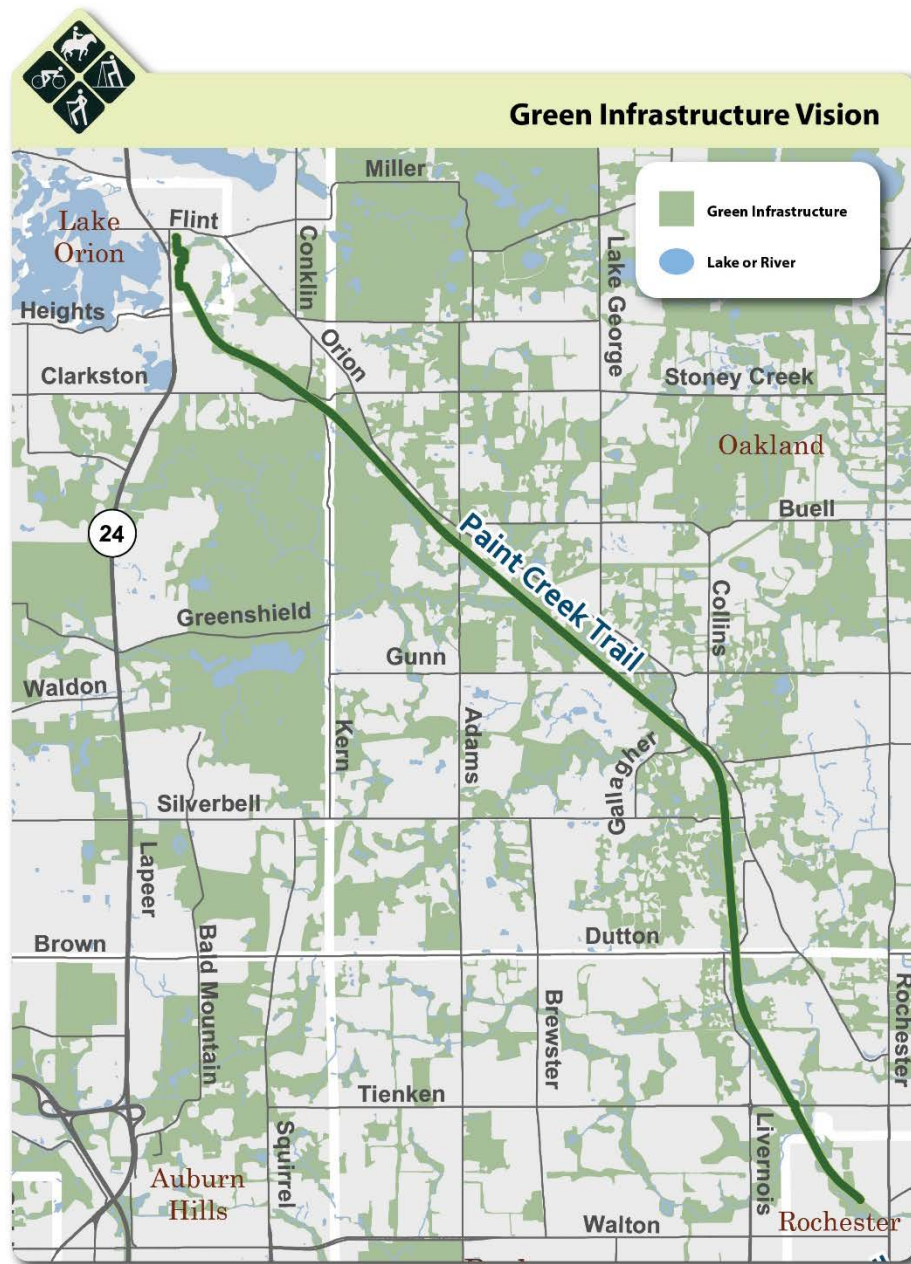 Green Infrastructure Vision
Green Infrastructure
Lake or River
Miller
Flint
Lake
Orion
Conklin
Lake George
Heights
Orion
Clarkston
Stoney Creek
Oakland
Buell
24
Paint Creek Trail
Collins
Greenshield
Gunn
Waldon
Kern
Adams
Gallagher
Silverbell
Lapeer
Bald Mountain
Brown
Dutton
Brewster
Rochester
Tienken
Squirrel
Livernois
Auburn
Hills
Rochester
Walton